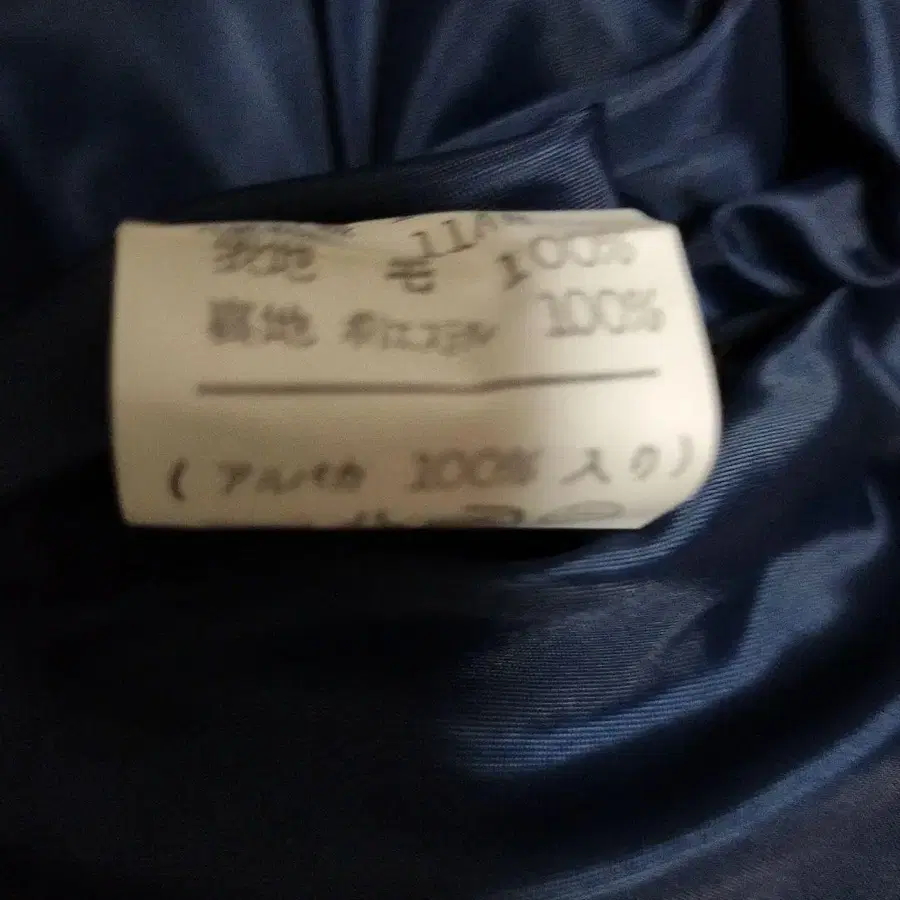 11A
表地 毛 100%
裏地 ポリエステル 100%
( アルパカ 100% 入り )